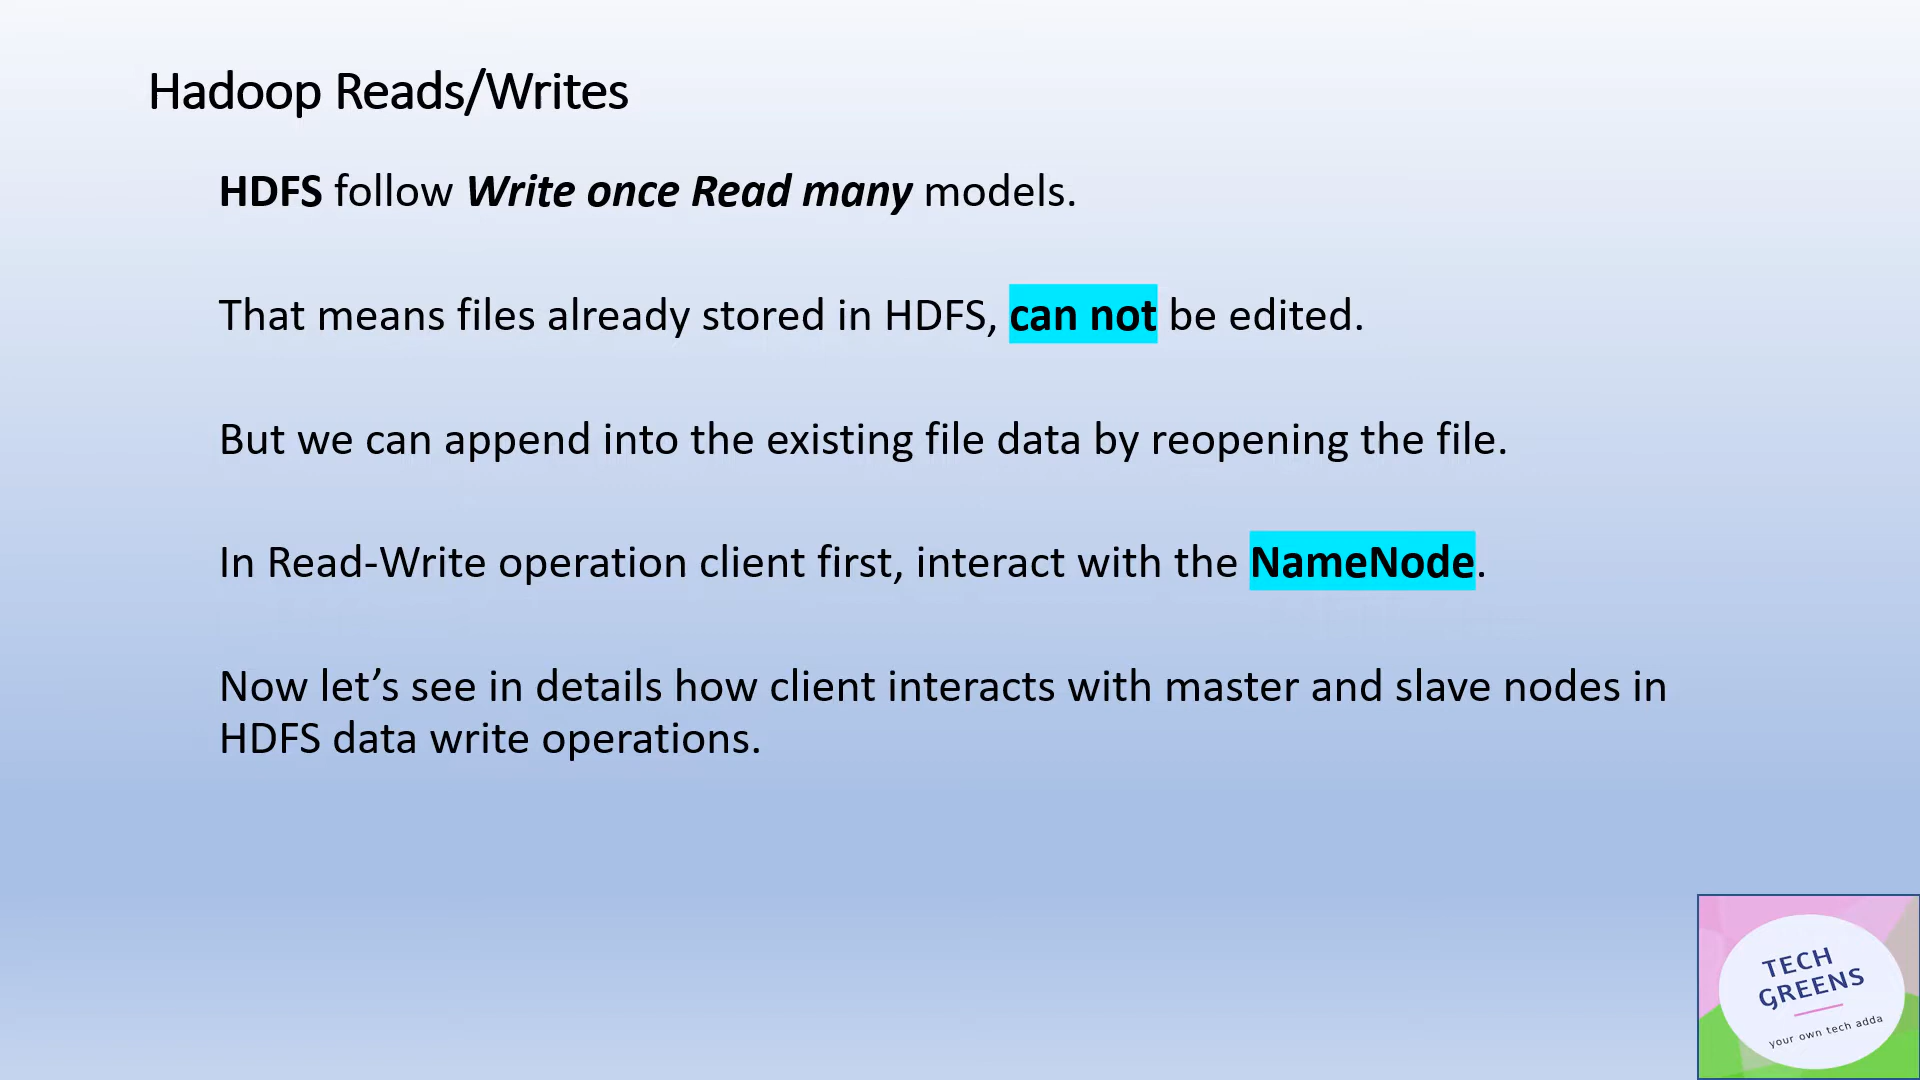 Hadoop Reads/Writes
HDFS follow Write once Read many models.
That means files already stored in HDFS, can not be edited.
But we can append into the existing file data by reopening the file.
In Read-Write operation client first, interact with the NameNode.
Now let’s see in details how client interacts with master and slave nodes in
HDFS data write operations.
TECH
GREENS
your own tech adda